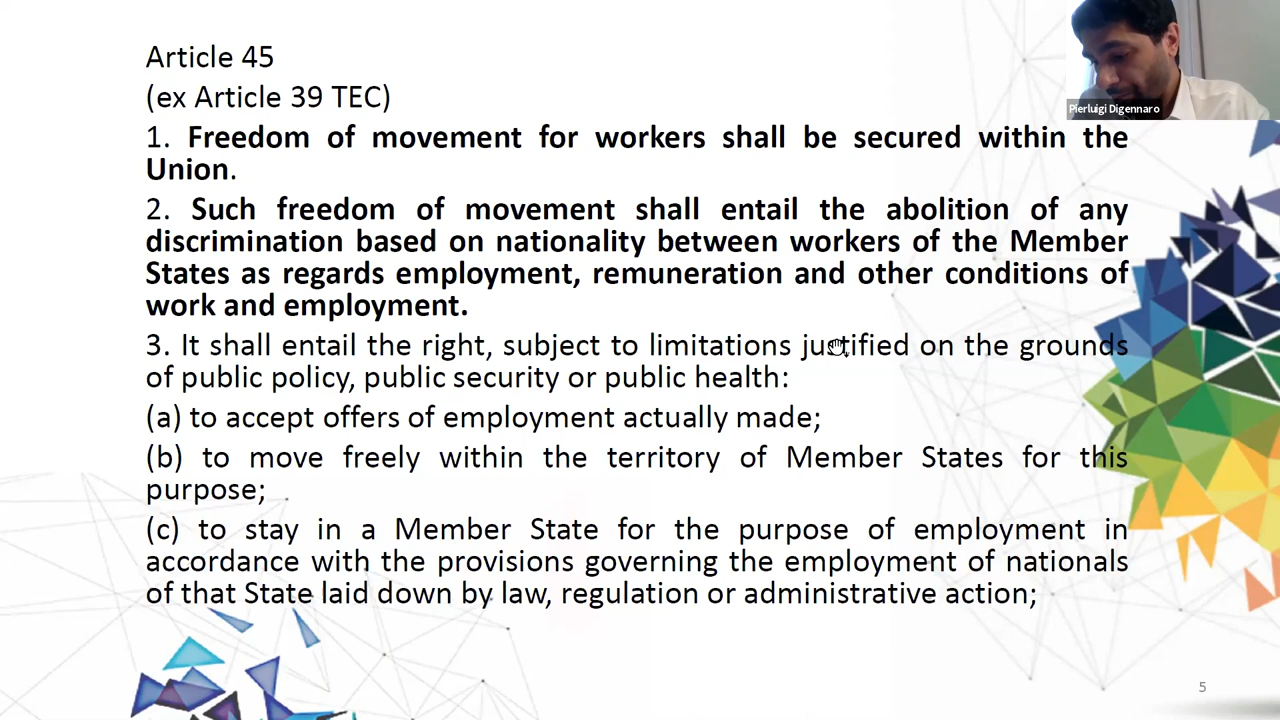 Article 45
(ex Article 39 TEC)
1. Freedom of movement for workers shall be secured within the
Union.
2. Such freedom of movement shall entail the abolition of any
discrimination based on nationality between workers of the Member
States as regards employment, remuneration and other conditions of
work and employment.
3. It shall entail the right, subject to limitations justified on the grounds
of public policy, public security or public health:
(a) to accept offers of employment actually made;
(b) to move freely within the territory of Member States for this
purpose;
(c) to stay in a Member State for the purpose of employment in
accordance with the provisions governing the employment of nationals
of that State laid down by law, regulation or administrative action;
Pierluigi Digennaro
5